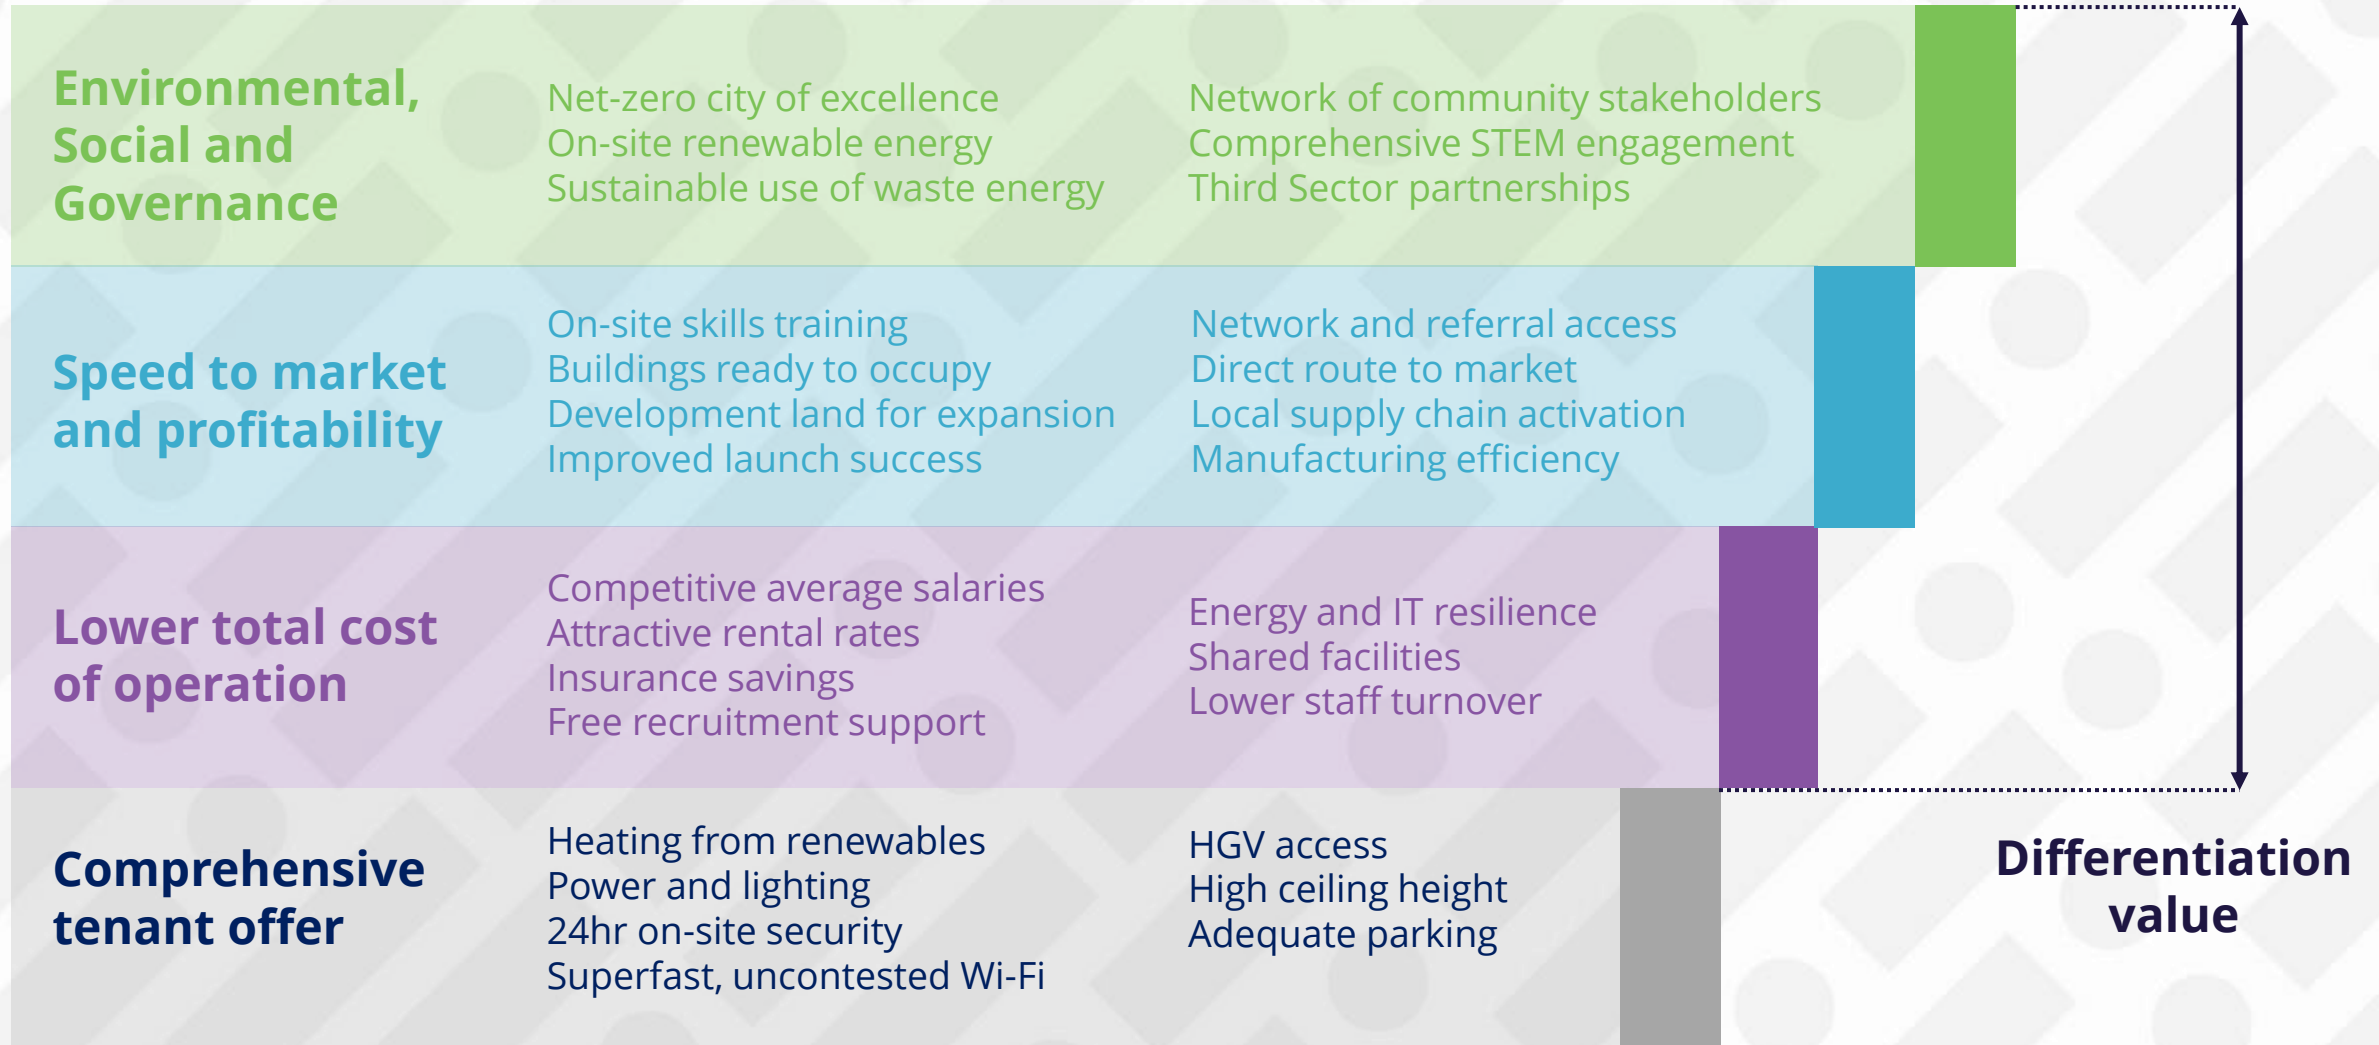 Environmental,
Social and
Governance
Net-zero city of excellence
On-site renewable energy
Sustainable use of waste energy
Network of community stakeholders
Comprehensive STEM engagement
Third Sector partnerships
Speed to market
and profitability
On-site skills training
Buildings ready to occupy
Development land for expansion
Improved launch success
Network and referral access
Direct route to market
Local supply chain activation
Manufacturing efficiency
Lower total cost
of operation
Competitive average salaries
Attractive rental rates
Insurance savings
Free recruitment support
Energy and IT resilience
Shared facilities
Lower staff turnover
Comprehensive
tenant offer
Heating from renewables
Power and lighting
24hr on-site security
Superfast, uncontested Wi-Fi
HGV access
High ceiling height
Adequate parking
Differentiation
value